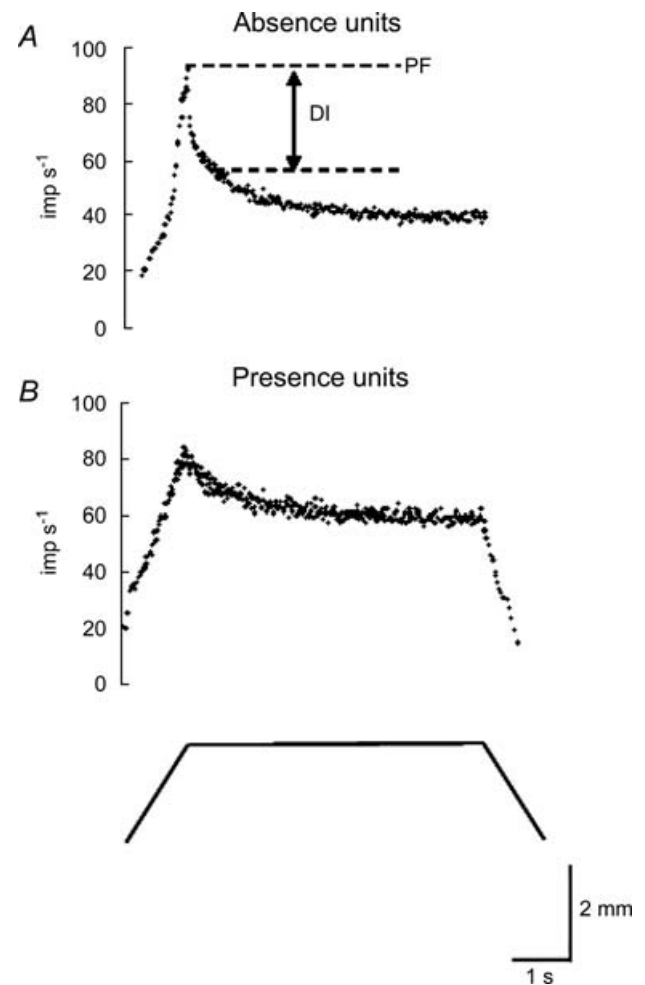 A
Absence units
100
80
60
40
20
0
imp s⁻¹
PF
DI
B
Presence units
100
80
60
40
20
0
imp s⁻¹
2 mm
1 s